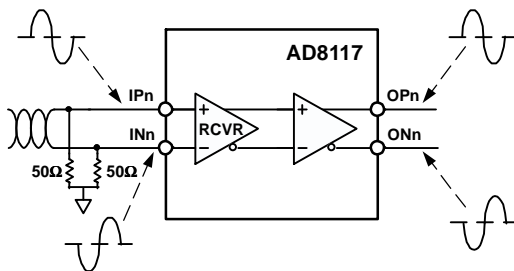 AD8117
IPn
OPn
+
+
RCVR
INn
ONn
–
–
50Ω
50Ω